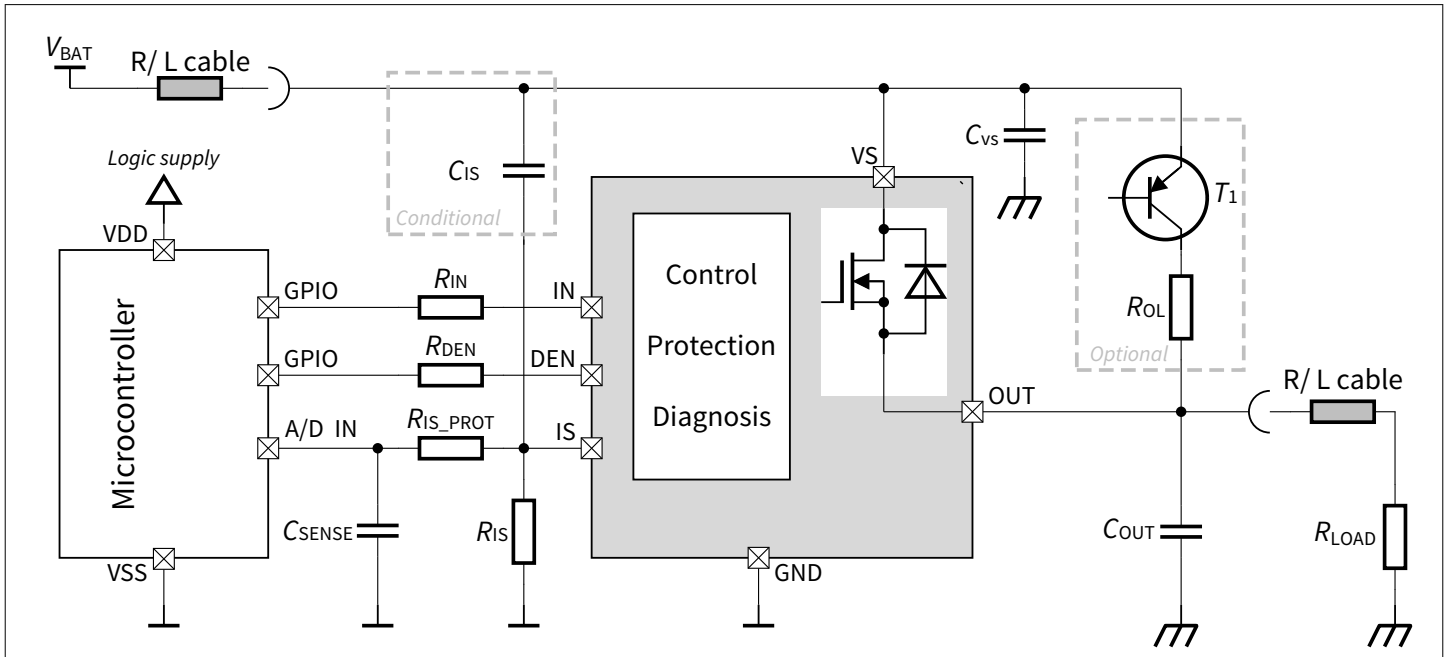 VBAT
R/ L cable
Logic supply
CIS
Conditional
VS
Cvs
T1
VDD
Microcontroller
GPIO
RIN
IN
Control
ROL
GPIO
RDEN
DEN
Protection
Optional
A/D IN
RIS_PROT
IS
Diagnosis
OUT
R/ L cable
CSENSE
RIS
COUT
RLOAD
VSS
GND